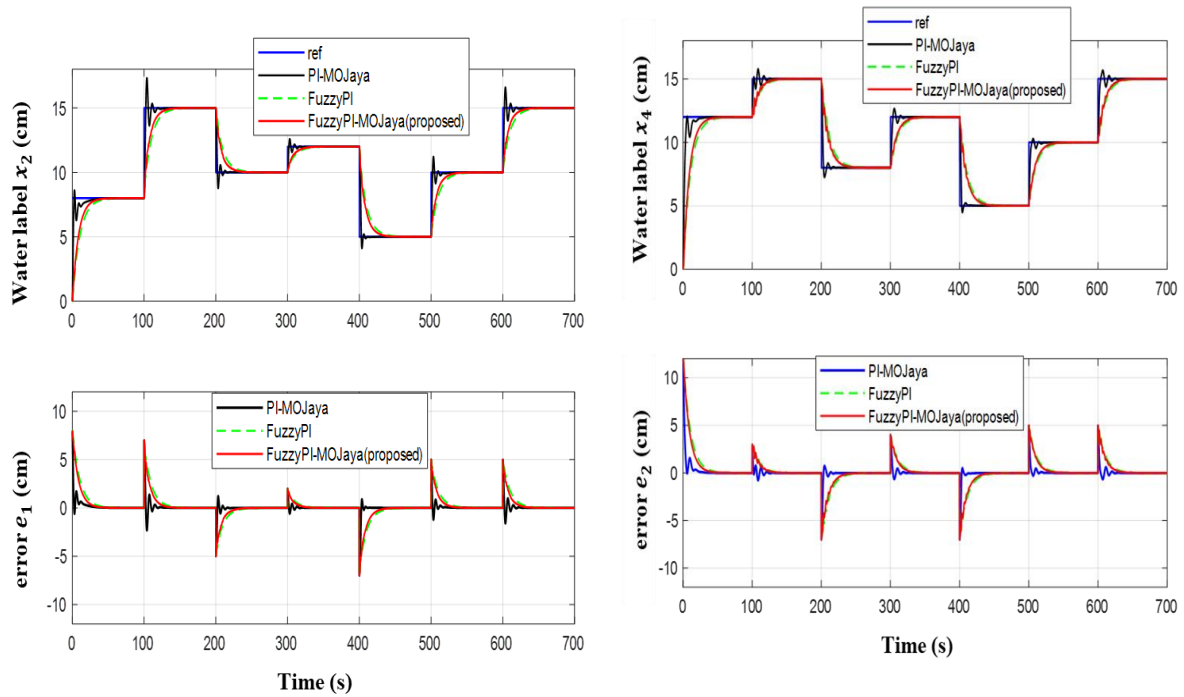 ref
PI-MOJaya
FuzzyPI
FuzzyPI-MOJaya(proposed)
Water label x₂ (cm)
15
10
5
0
0 100 200 300 400 500 600 700
ref
PI-MOJaya
FuzzyPI
FuzzyPI-MOJaya(proposed)
Water label x₄ (cm)
15
10
5
0
0 100 200 300 400 500 600 700
PI-MOJaya
FuzzyPI
FuzzyPI-MOJaya(proposed)
error e₁ (cm)
10
5
0
-5
-10
0 100 200 300 400 500 600 700
Time (s)
PI-MOJaya
FuzzyPI
FuzzyPI-MOJaya(proposed)
error e₂ (cm)
10
5
0
-5
-10
0 100 200 300 400 500 600 700
Time (s)